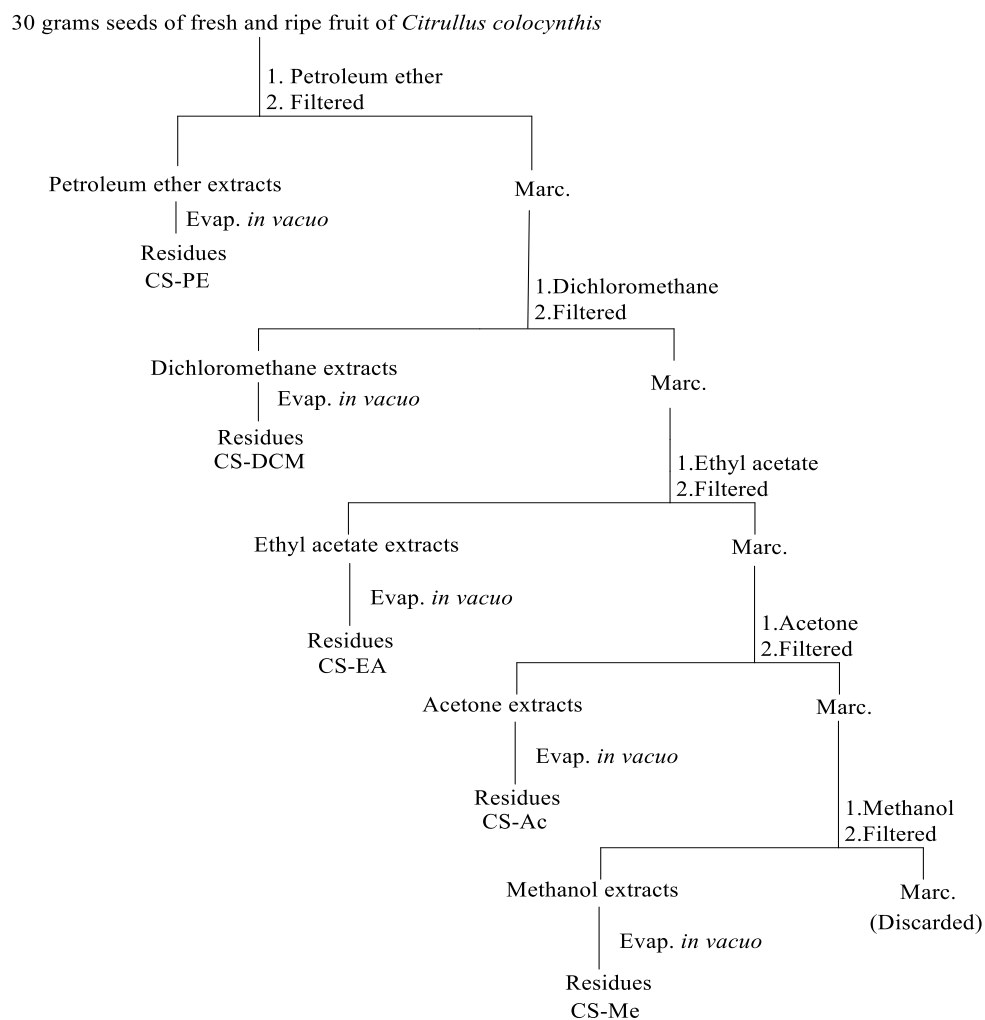 30 grams seeds of fresh and ripe fruit of Citrullus colocynthis
1. Petroleum ether
2. Filtered
Petroleum ether extracts
Marc.
Evap. in vacuo
Residues
CS-PE
1.Dichloromethane
2.Filtered
Dichloromethane extracts
Marc.
Evap. in vacuo
Residues
CS-DCM
1.Ethyl acetate
2.Filtered
Ethyl acetate extracts
Marc.
Evap. in vacuo
Residues
CS-EA
1.Acetone
2.Filtered
Acetone extracts
Marc.
Evap. in vacuo
Residues
CS-Ac
1.Methanol
2.Filtered
Methanol extracts
Marc.
(Discarded)
Evap. in vacuo
Residues
CS-Me